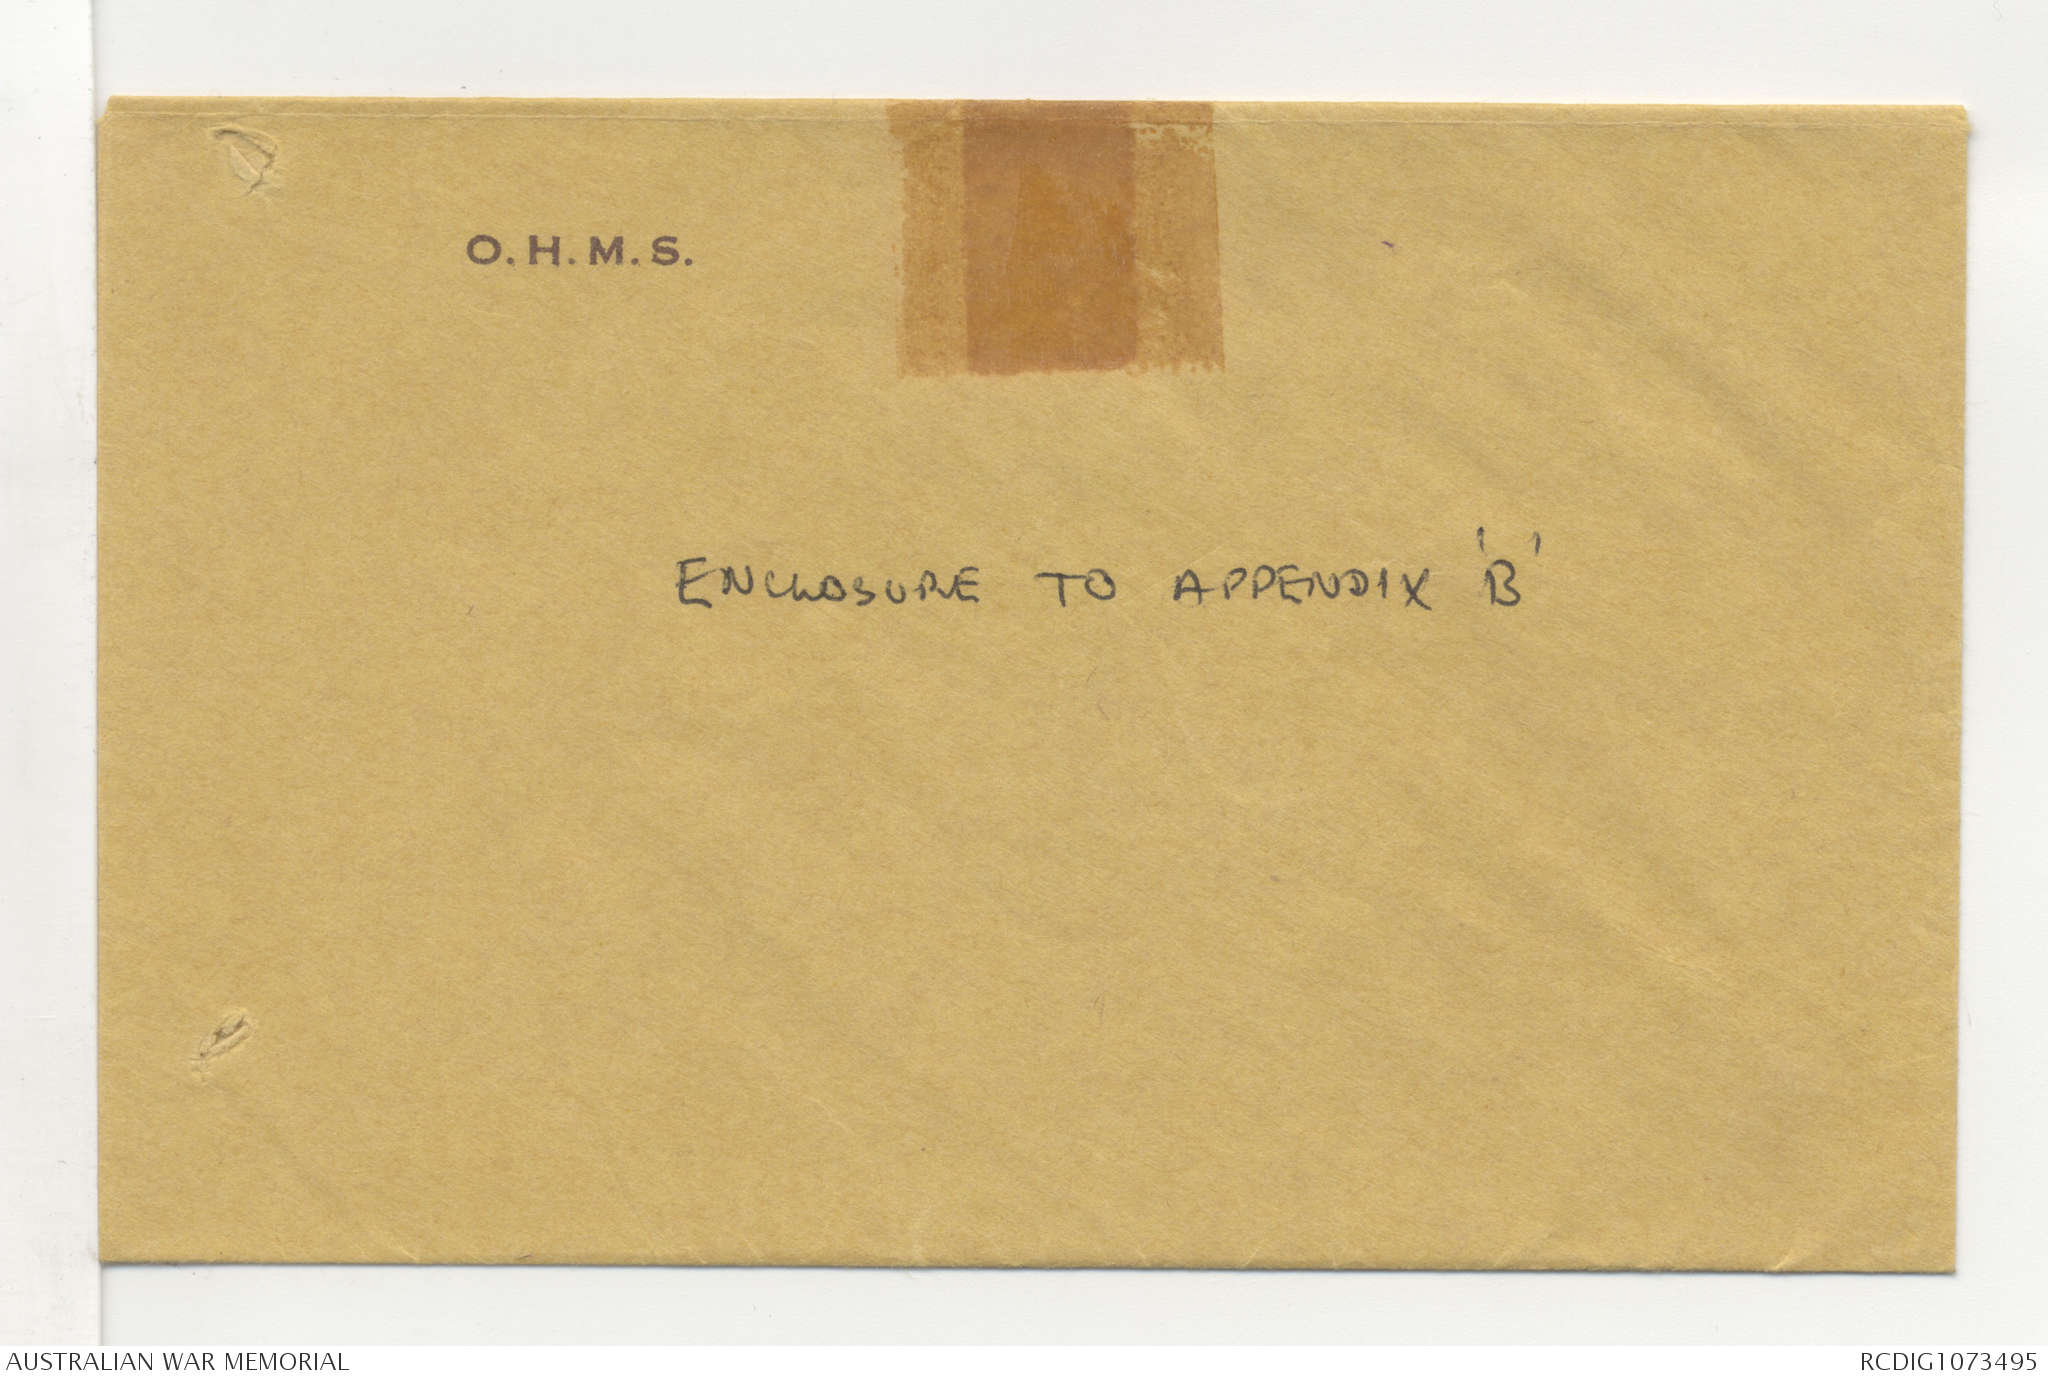 O.H.M.S.
ENCLOSURE TO APPENDIX 'B'
AUSTRALIAN WAR MEMORIAL
RCDIG1073495